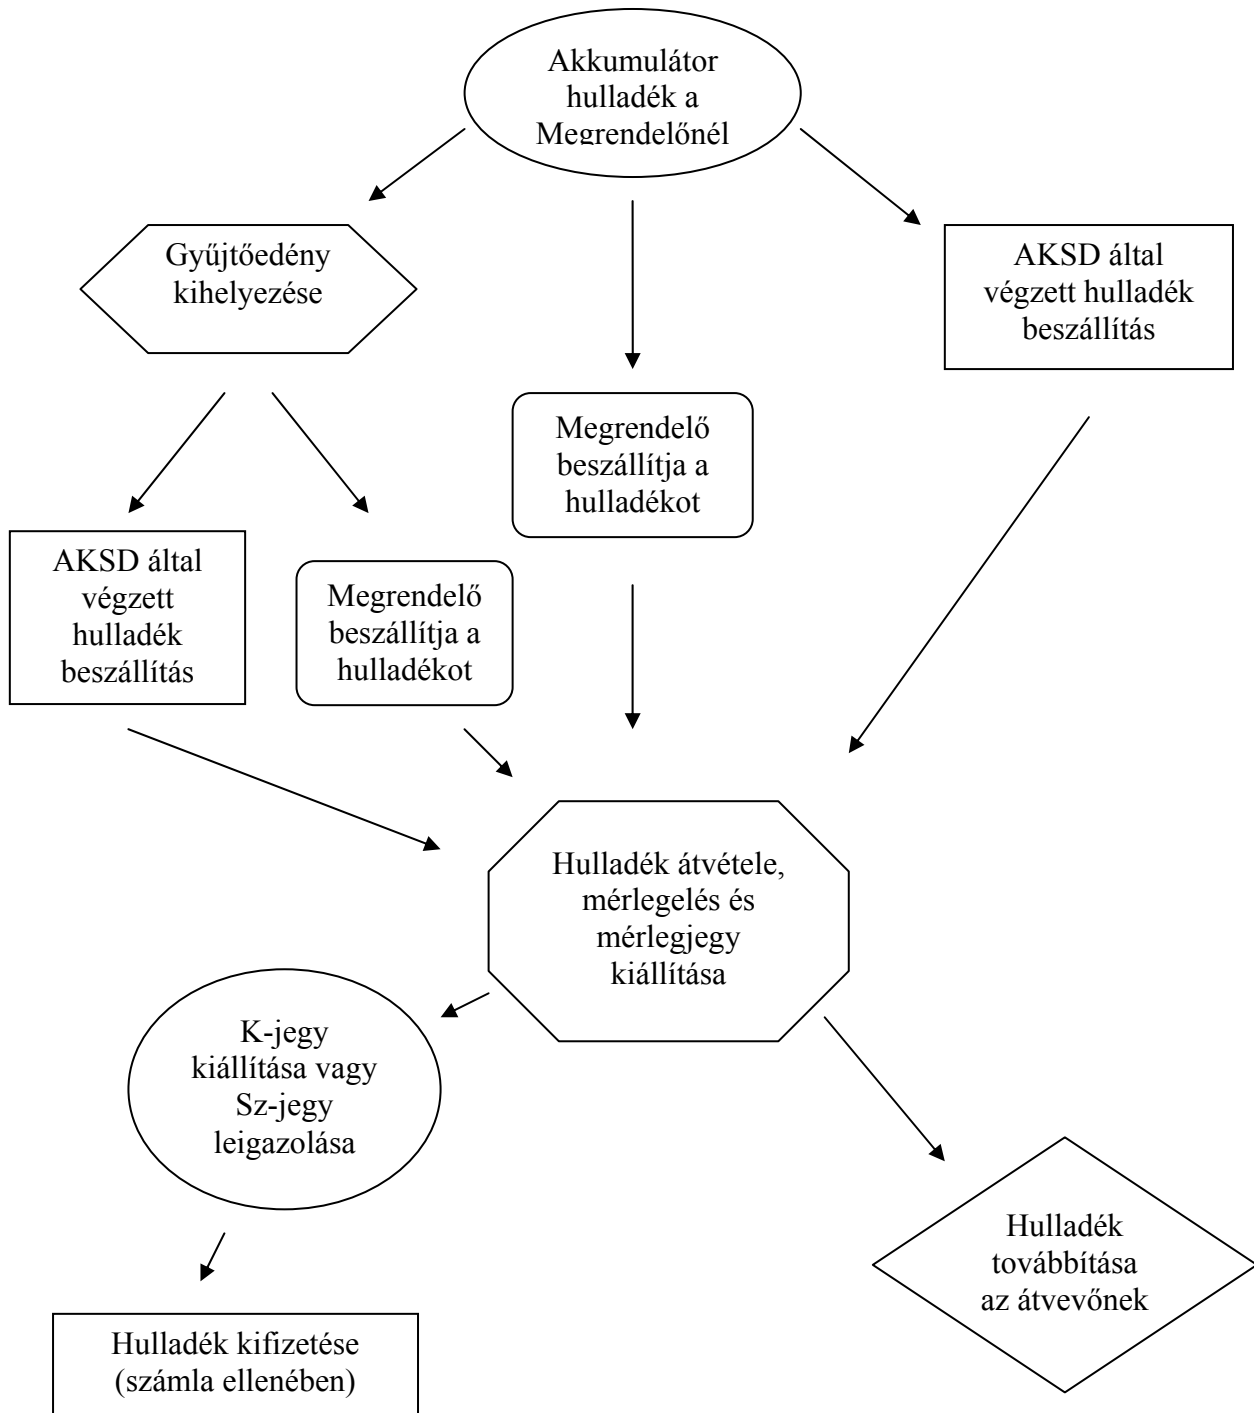 Akkumulátor
hulladék a
Megrendelőnél
Gyűjtőedény
kihelyezése
AKSD által
végzett hulladék
beszállítás
Megrendelő
beszállítja a
hulladékot
AKSD által
végzett
hulladék
beszállítás
Megrendelő
beszállítja a
hulladékot
Hulladék átvétele,
mérlegelés és
mérlegjegy
kiállítása
K-jegy
kiállítása vagy
Sz-jegy
leigazolása
Hulladék
továbbítása
az átvevőnek
Hulladék kifizetése
(számla ellenében)